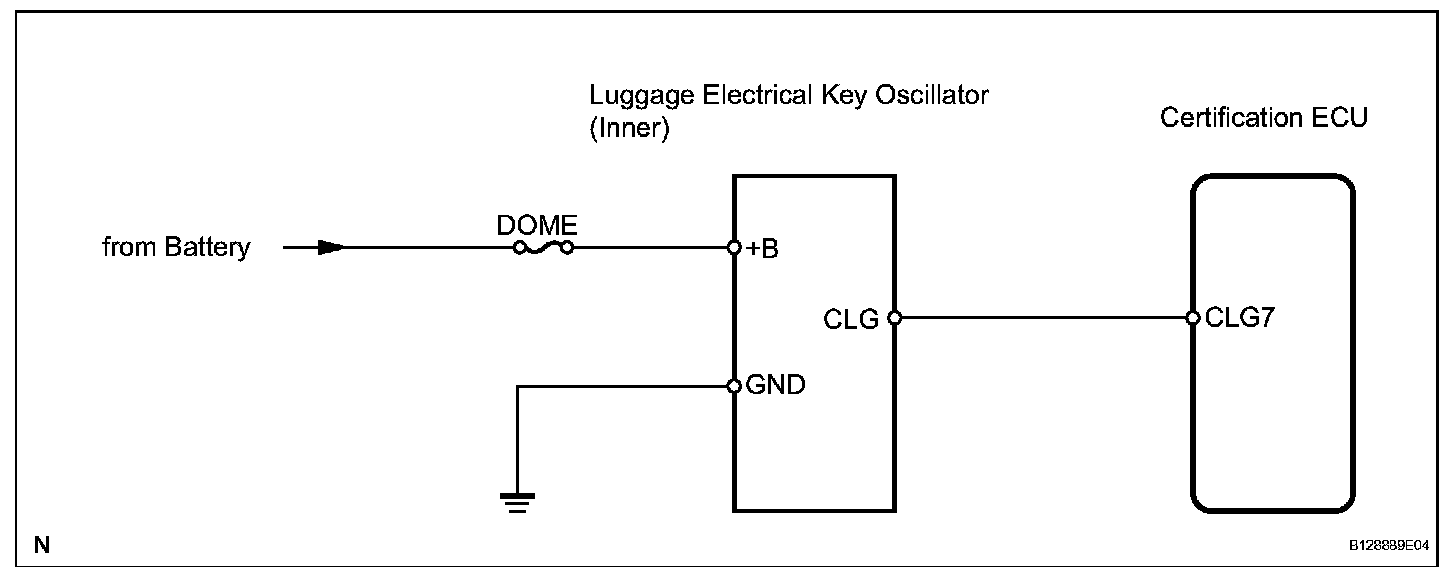 Luggage Electrical Key Oscillator
(Inner)
Certification ECU
DOME
from Battery
+B
CLG
CLG7
GND
N
B128889E04